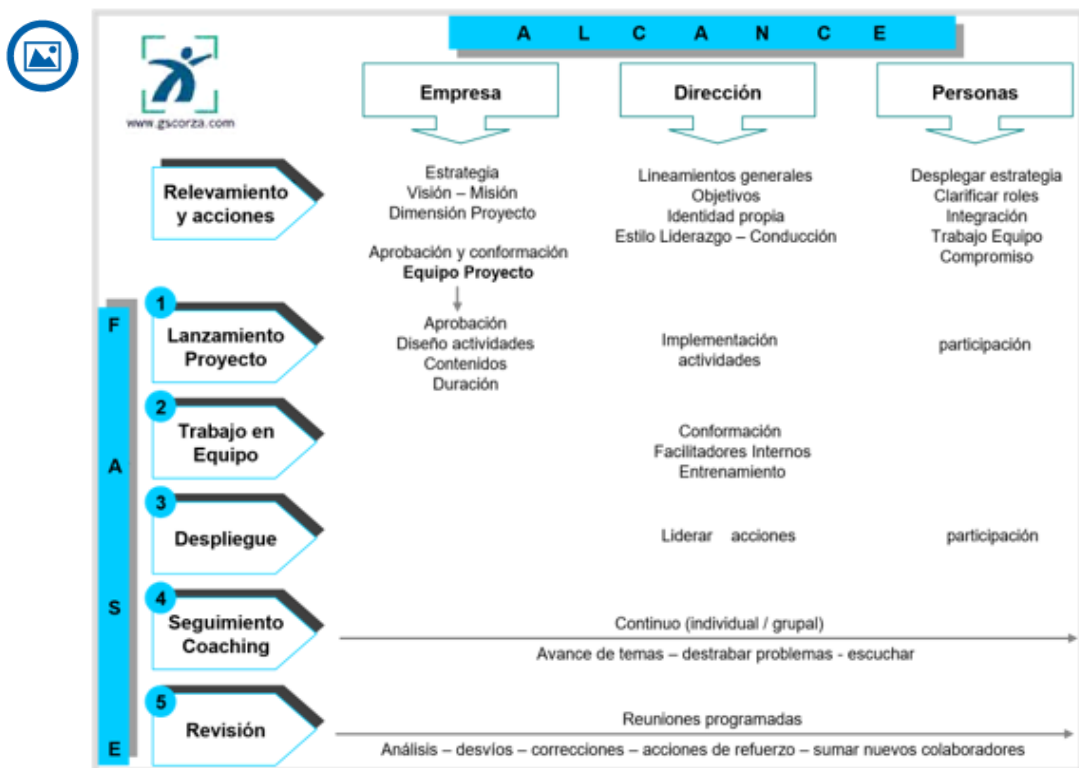 A L C A N C E
www.gscorza.com
Empresa
Dirección
Personas
Relevamiento
y acciones
Estrategia
Visión – Misión
Dimensión Proyecto
Aprobación y conformación
Equipo Proyecto
Lineamientos generales
Objetivos
Identidad propia
Estilo Liderazgo – Conducción
Desplegar estrategia
Clarificar roles
Integración
Trabajo Equipo
Compromiso
F A S E
1
Lanzamiento
Proyecto
Aprobación
Diseño actividades
Contenidos
Duración
Implementación
actividades
participación
2
Trabajo en
Equipo
Conformación
Facilitadores Internos
Entrenamiento
3
Despliegue
Liderar acciones
participación
4
Seguimiento
Coaching
Continuo (individual / grupal)
Avance de temas – destrabar problemas - escuchar
5
Revisión
Reuniones programadas
Análisis – desvíos – correcciones – acciones de refuerzo – sumar nuevos colaboradores